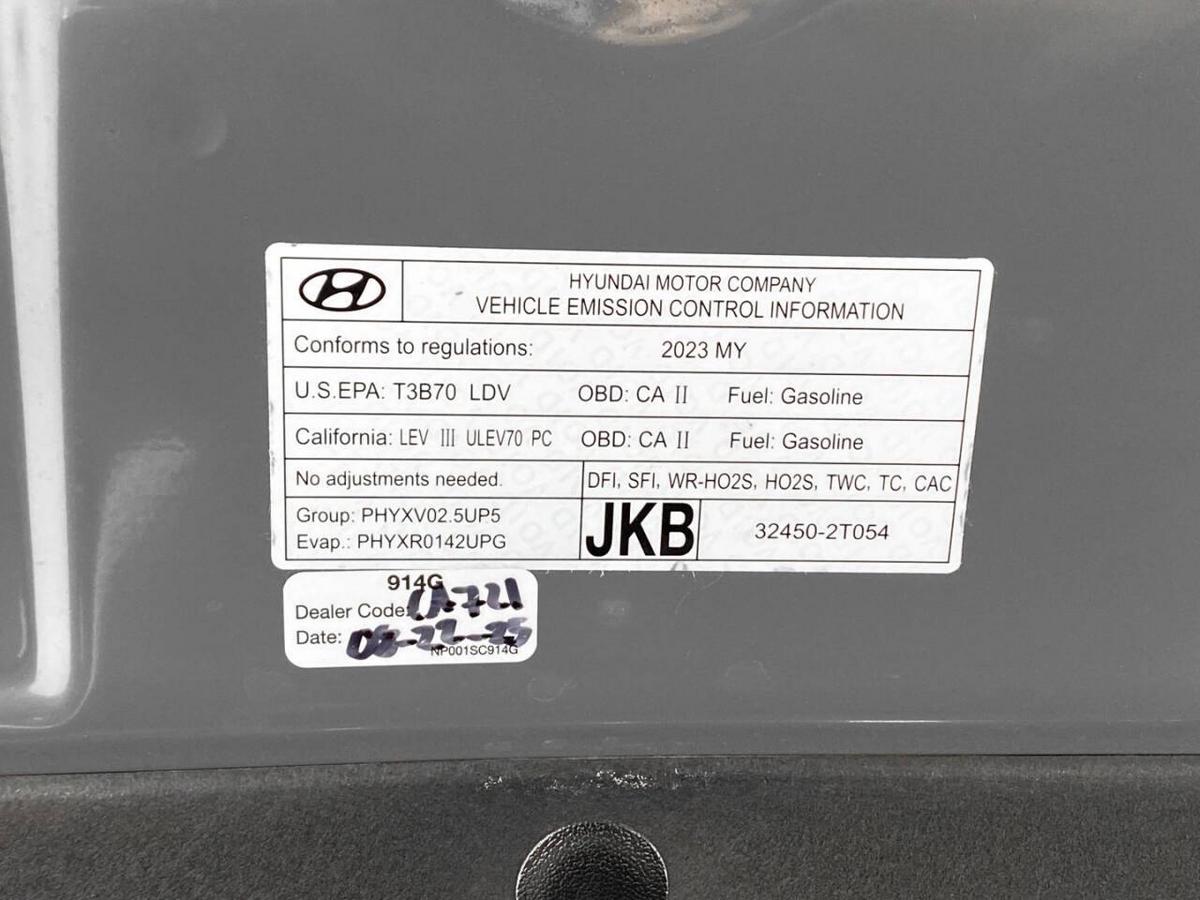 HYUNDAI MOTOR COMPANY
VEHICLE EMISSION CONTROL INFORMATION
Conforms to regulations: 2023 MY
U.S.EPA: T3B70 LDV OBD: CA II Fuel: Gasoline
California: LEV III ULEV70 PC OBD: CA II Fuel: Gasoline
No adjustments needed. DFI, SFI, WR-HO2S, HO2S, TWC, TC, CAC
Group: PHYXV02.5UP5
Evap.: PHYXR0142UPG
JKB
32450-2T054
914G
Dealer Code:
Date:
NP001SC914G